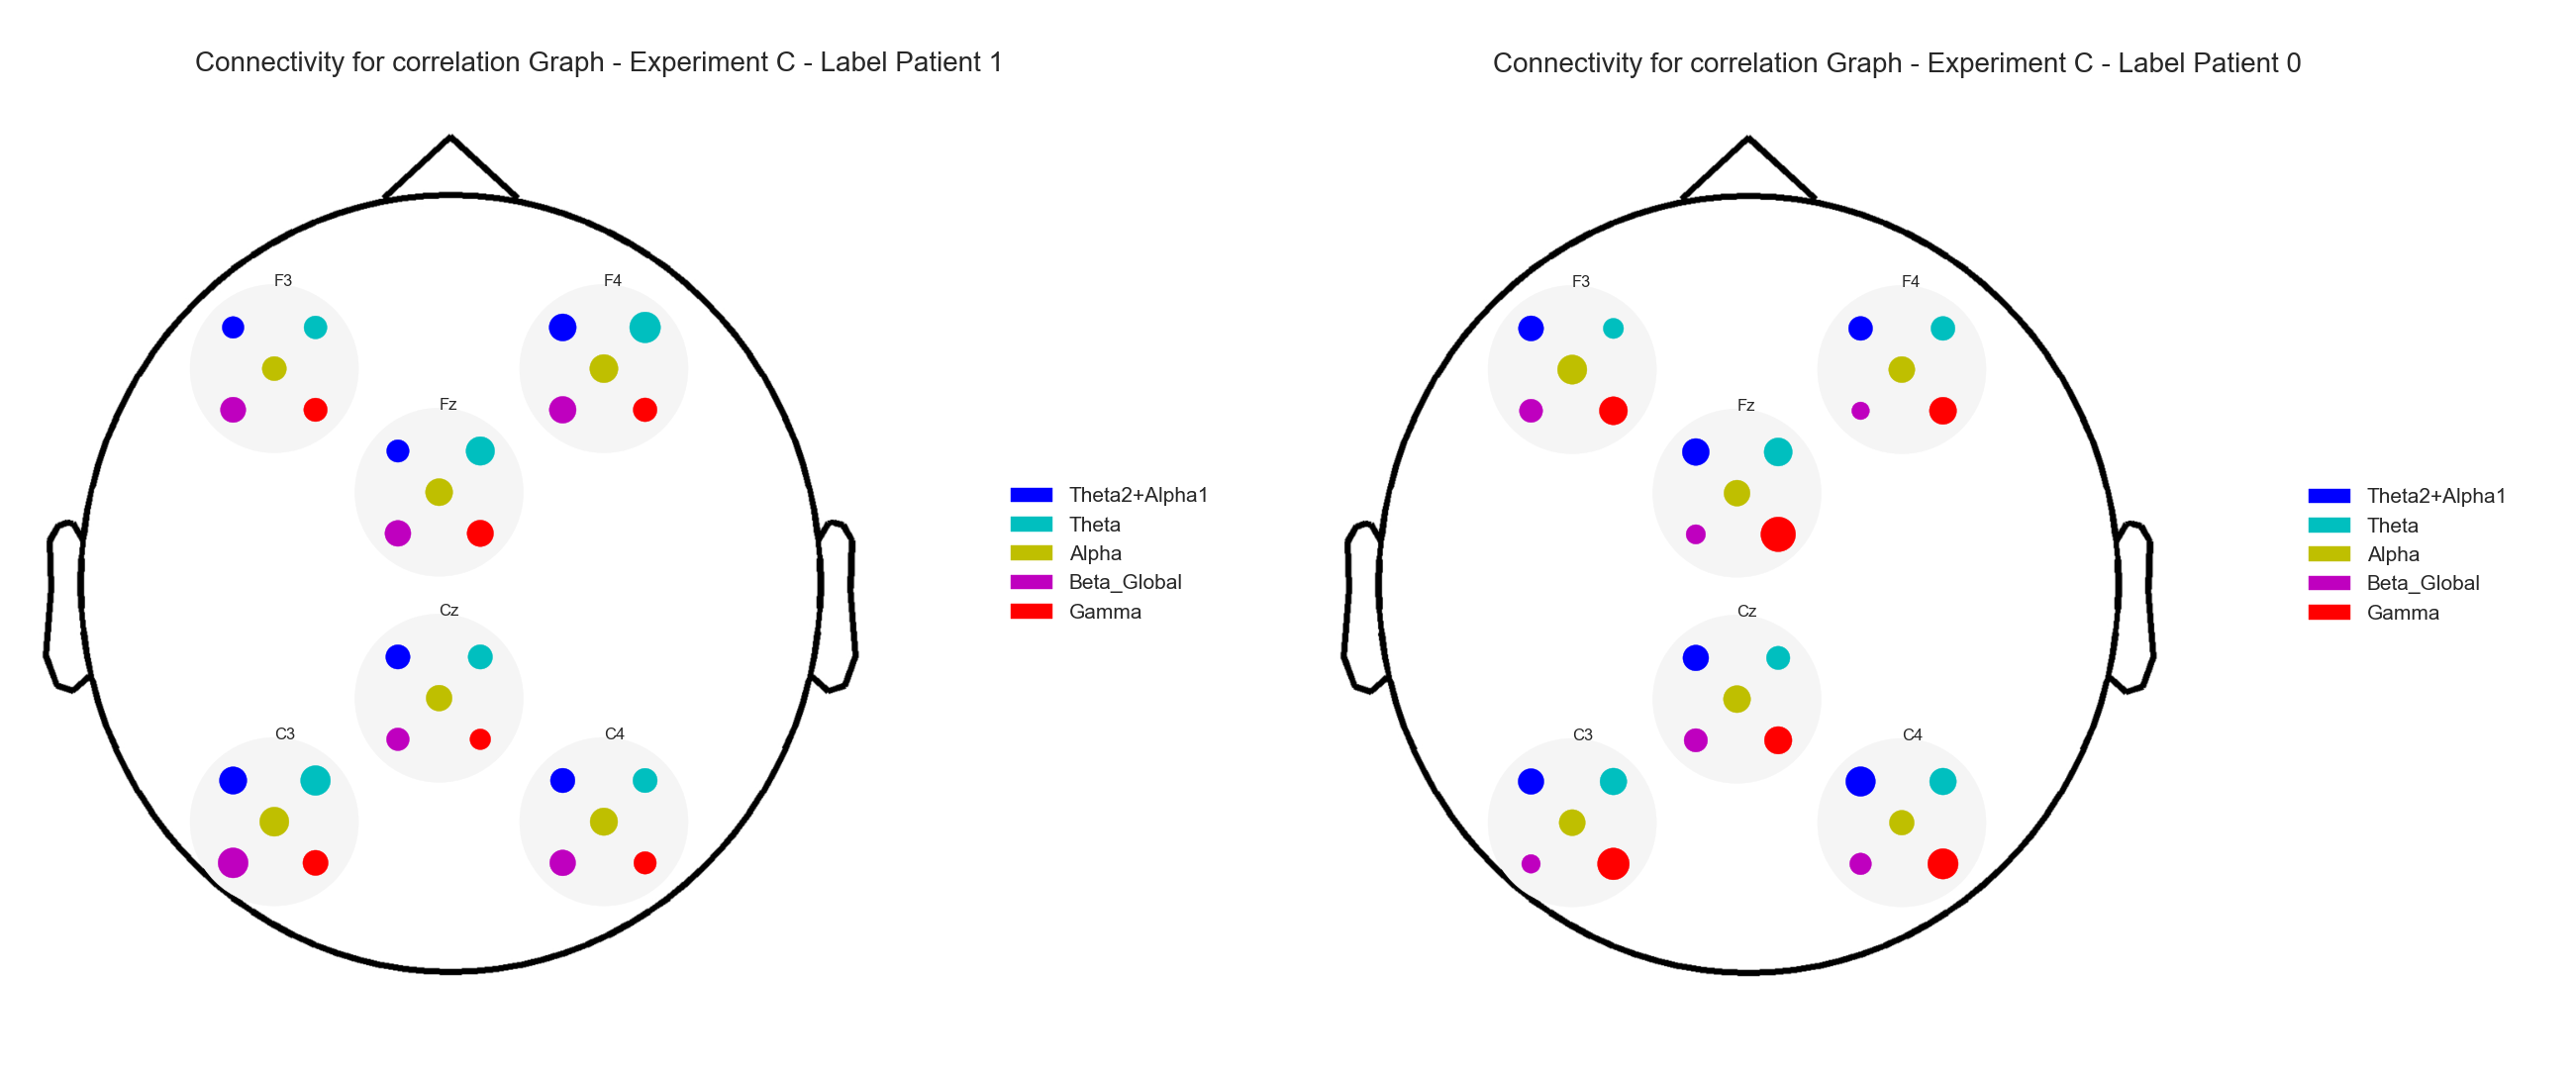 Connectivity for correlation Graph - Experiment C - Label Patient 1
F3
F4
Fz
Cz
C3
C4
Theta2+Alpha1
Theta
Alpha
Beta_Global
Gamma
Connectivity for correlation Graph - Experiment C - Label Patient 0
F3
F4
Fz
Cz
C3
C4
Theta2+Alpha1
Theta
Alpha
Beta_Global
Gamma